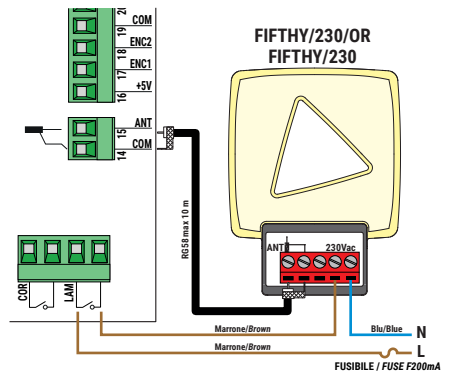 FIFTHY/230/OR
FIFTHY/230
20
COM
19
ENC2
18
ENC1
17
+5V
16
ANT
15
COM
14
RG58 max 10 m
ANT
230Vac
COR
LAM
Marrone/Brown
Blu/Blue
N
Marrone/Brown
L
FUSIBILE / FUSE F200mA